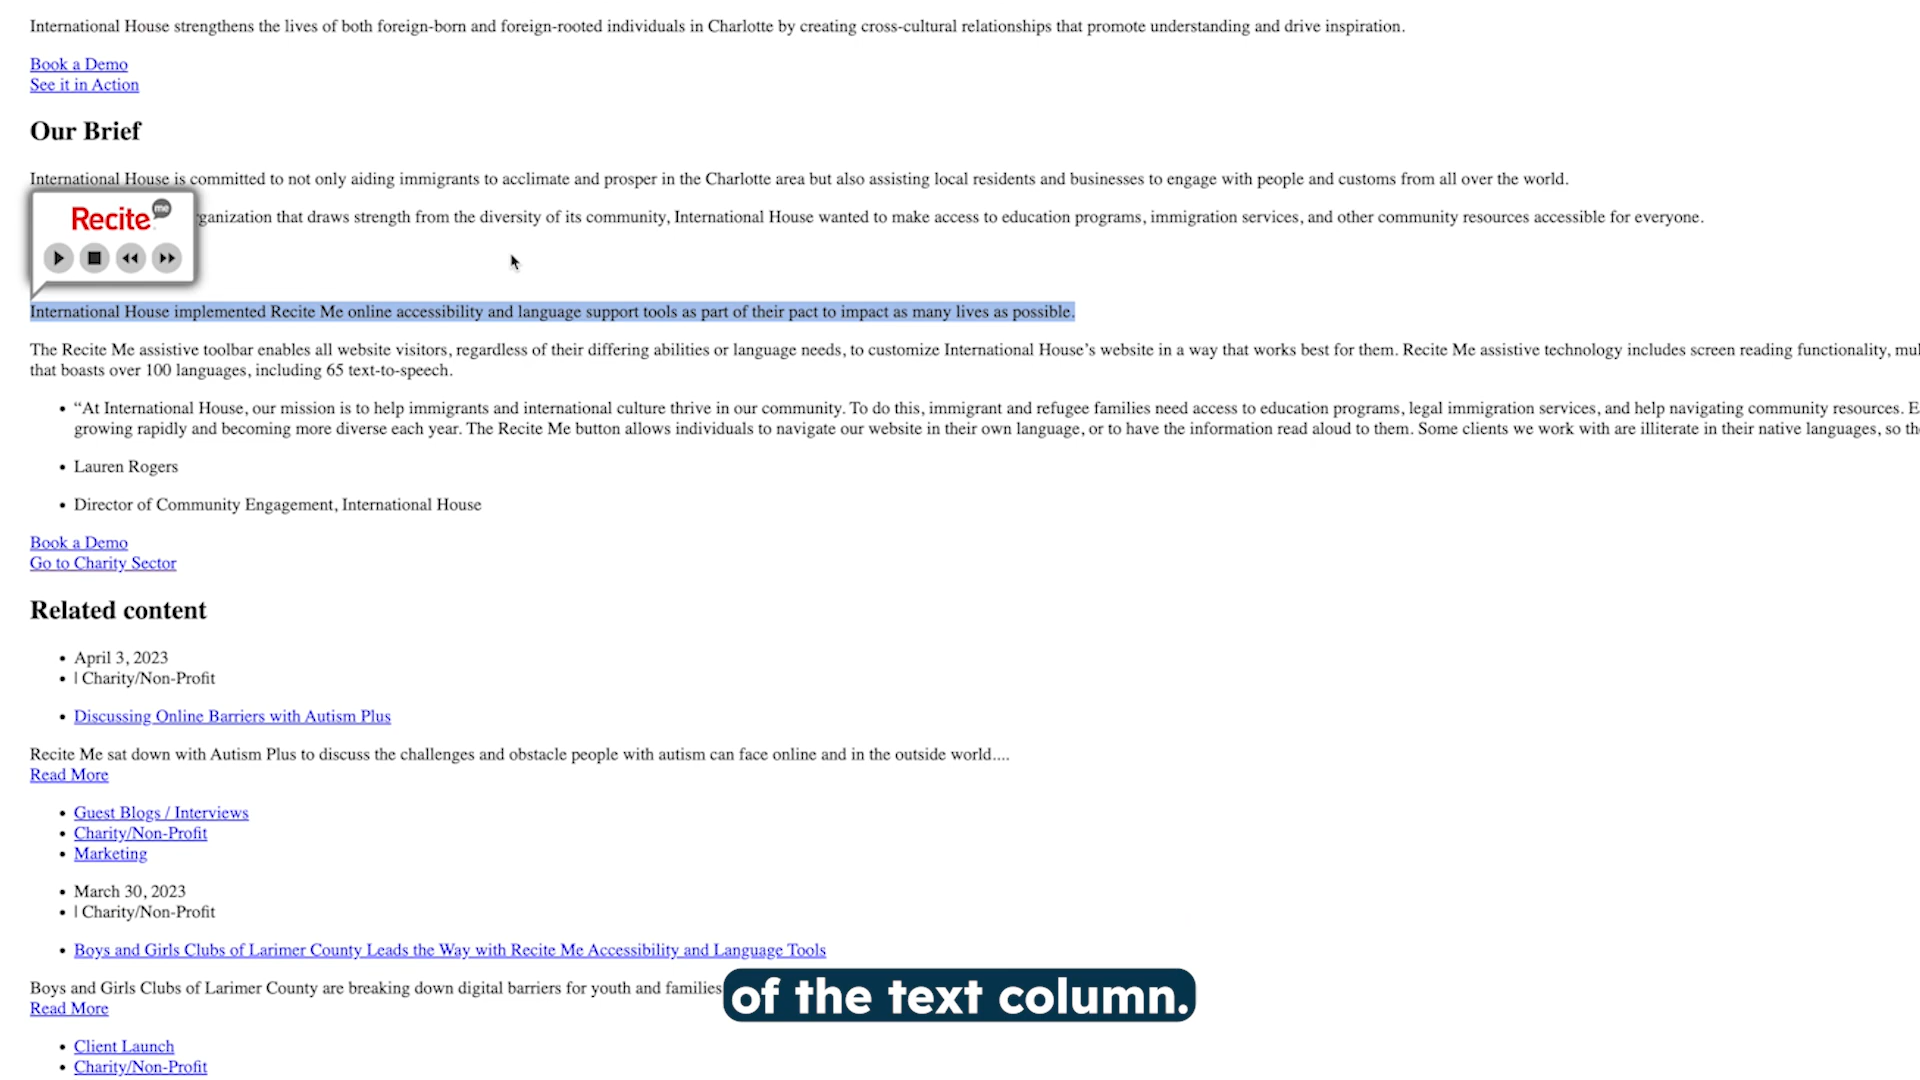 International House strengthens the lives of both foreign-born and foreign-rooted individuals in Charlotte by creating cross-cultural relationships that promote understanding and drive inspiration.
Book a Demo
See it in Action
Our Brief
International House is committed to not only aiding immigrants to acclimate and prosper in the Charlotte area but also assisting local residents and businesses to engage with people and customs from all over the world.
Recite me
ganization that draws strength from the diversity of its community, International House wanted to make access to education programs, immigration services, and other community resources accessible for everyone.
International House implemented Recite Me online accessibility and language support tools as part of their pact to impact as many lives as possible.
The Recite Me assistive toolbar enables all website visitors, regardless of their differing abilities or language needs, to customize International House’s website in a way that works best for them. Recite Me assistive technology includes screen reading functionality, mul
that boasts over 100 languages, including 65 text-to-speech.
• “At International House, our mission is to help immigrants and international culture thrive in our community. To do this, immigrant and refugee families need access to education programs, legal immigration services, and help navigating community resources. E
growing rapidly and becoming more diverse each year. The Recite Me button allows individuals to navigate our website in their own language, or to have the information read aloud to them. Some clients we work with are illiterate in their native languages, so th
• Lauren Rogers
• Director of Community Engagement, International House
Book a Demo
Go to Charity Sector
Related content
• April 3, 2023
• | Charity/Non-Profit
• Discussing Online Barriers with Autism Plus
Recite Me sat down with Autism Plus to discuss the challenges and obstacle people with autism can face online and in the outside world....
Read More
• Guest Blogs / Interviews
• Charity/Non-Profit
• Marketing
• March 30, 2023
• | Charity/Non-Profit
• Boys and Girls Clubs of Larimer County Leads the Way with Recite Me Accessibility and Language Tools
Boys and Girls Clubs of Larimer County are breaking down digital barriers for youth and families
of the text column.
Read More
• Client Launch
• Charity/Non-Profit